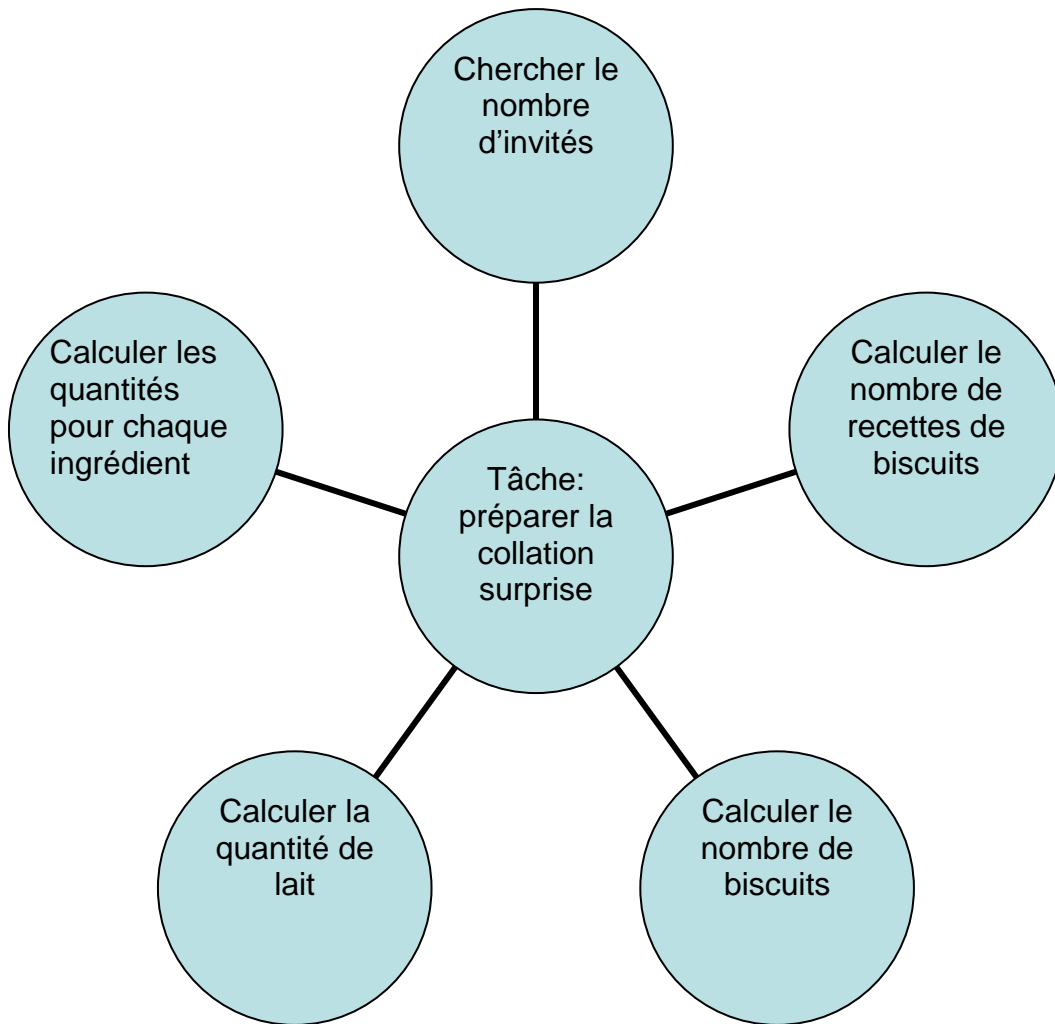 Chercher le
nombre
d'invités
Calculer les
quantités
pour chaque
ingrédient
Calculer le
nombre de
recettes de
biscuits
Tâche:
préparer la
collation
surprise
Calculer la
quantité de
lait
Calculer le
nombre de
biscuits